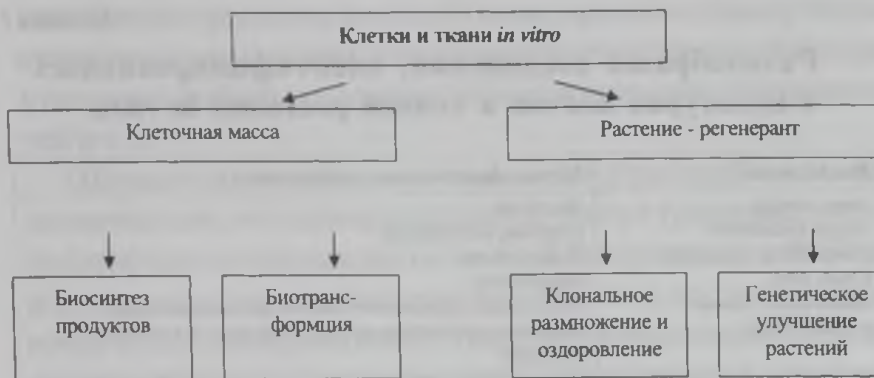 Клетки и ткани in vitro
Клеточная масса
Растение - регенерант
Биосинтез
продуктов
Биотранс-
формция
Клональное
размножение и
оздоровление
Генетическое
улучшение
растений